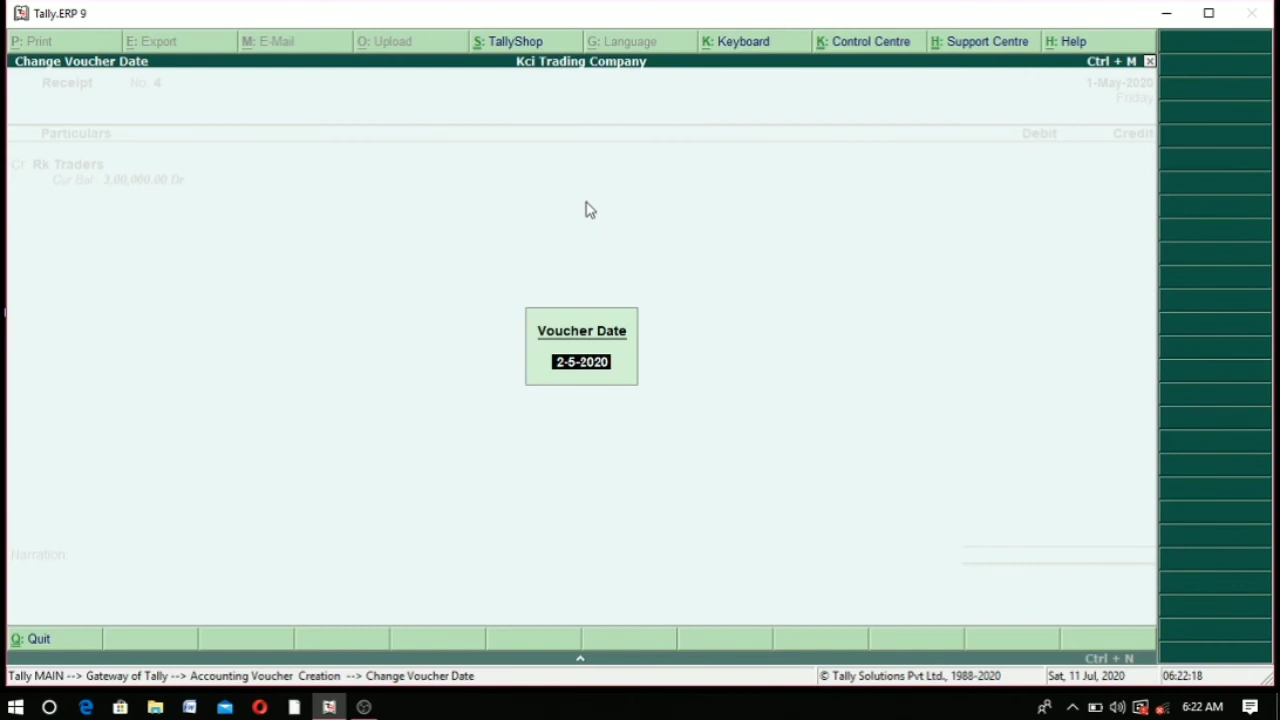 Tally.ERP 9
P: Print E: Export M: E-Mail O: Upload S: TallyShop G: Language K: Keyboard K: Control Centre H: Support Centre H: Help
Change Voucher Date Kci Trading Company Ctrl + M
Receipt No. 4 1-May-2020
Friday
Particulars Debit Credit
Cr Rk Traders
Cur Bal: 3,00,000.00 Dr
Voucher Date
2-5-2020
Narration:
Q: Quit
Ctrl + N
Tally MAIN --> Gateway of Tally --> Accounting Voucher Creation --> Change Voucher Date © Tally Solutions Pvt Ltd., 1988-2020 Sat, 11 Jul, 2020 06:22:18
6:22 AM